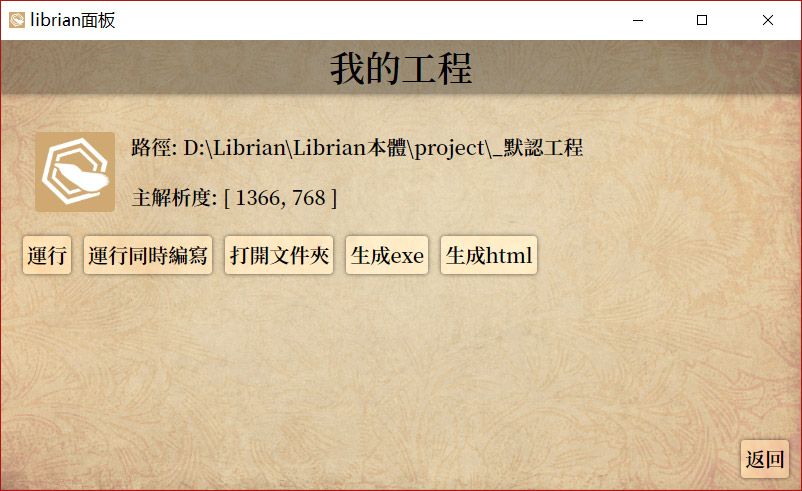 librian面板
我的工程
路徑: D:\Librian\Librian本體\project\_默認工程
主解析度: [ 1366, 768 ]
運行 運行同時編寫 打開文件夾 生成exe 生成html
返回